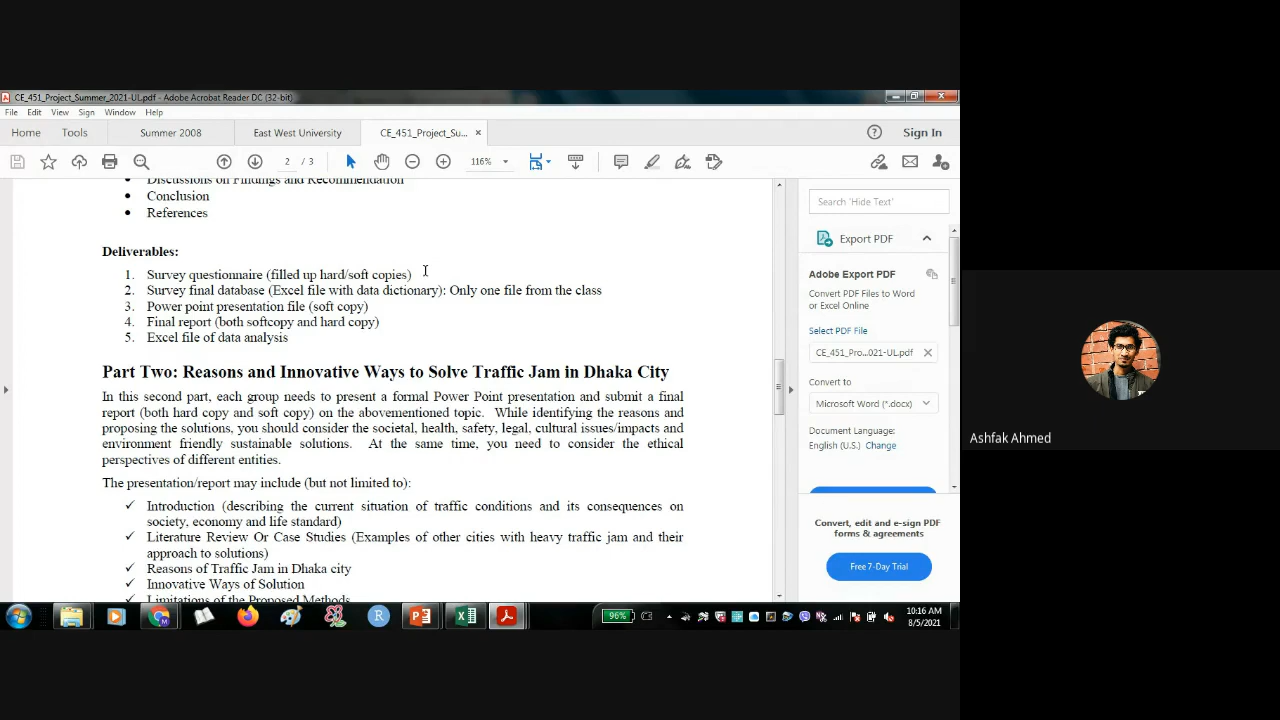 CE_451_Project_Summer_2021-UL.pdf - Adobe Acrobat Reader DC (32-bit)
File Edit View Sign Window Help
Home Tools Summer 2008 East West University CE_451_Project_Su... × Sign In
2 / 3 116%
Discussions on Findings and Recommendation
• Conclusion
• References
Deliverables:
1. Survey questionnaire (filled up hard/soft copies)
2. Survey final database (Excel file with data dictionary): Only one file from the class
3. Power point presentation file (soft copy)
4. Final report (both softcopy and hard copy)
5. Excel file of data analysis
Part Two: Reasons and Innovative Ways to Solve Traffic Jam in Dhaka City
In this second part, each group needs to present a formal Power Point presentation and submit a final
report (both hard copy and soft copy) on the abovementioned topic. While identifying the reasons and
proposing the solutions, you should consider the societal, health, safety, legal, cultural issues/impacts and
environment friendly sustainable solutions. At the same time, you need to consider the ethical
perspectives of different entities.
The presentation/report may include (but not limited to):
✓ Introduction (describing the current situation of traffic conditions and its consequences on
society, economy and life standard)
✓ Literature Review Or Case Studies (Examples of other cities with heavy traffic jam and their
approach to solutions)
✓ Reasons of Traffic Jam in Dhaka city
✓ Innovative Ways of Solution
✓ Limitations of the Proposed Methods
Search 'Hide Text'
Export PDF
Adobe Export PDF
Convert PDF Files to Word
or Excel Online
Select PDF File
CE_451_Pro...021-UL.pdf
Convert to
Microsoft Word (*.docx)
Document Language:
English (U.S.) Change
Convert, edit and e-sign PDF
forms & agreements
Free 7-Day Trial
96%
10:16 AM
8/5/2021
Ashfak Ahmed